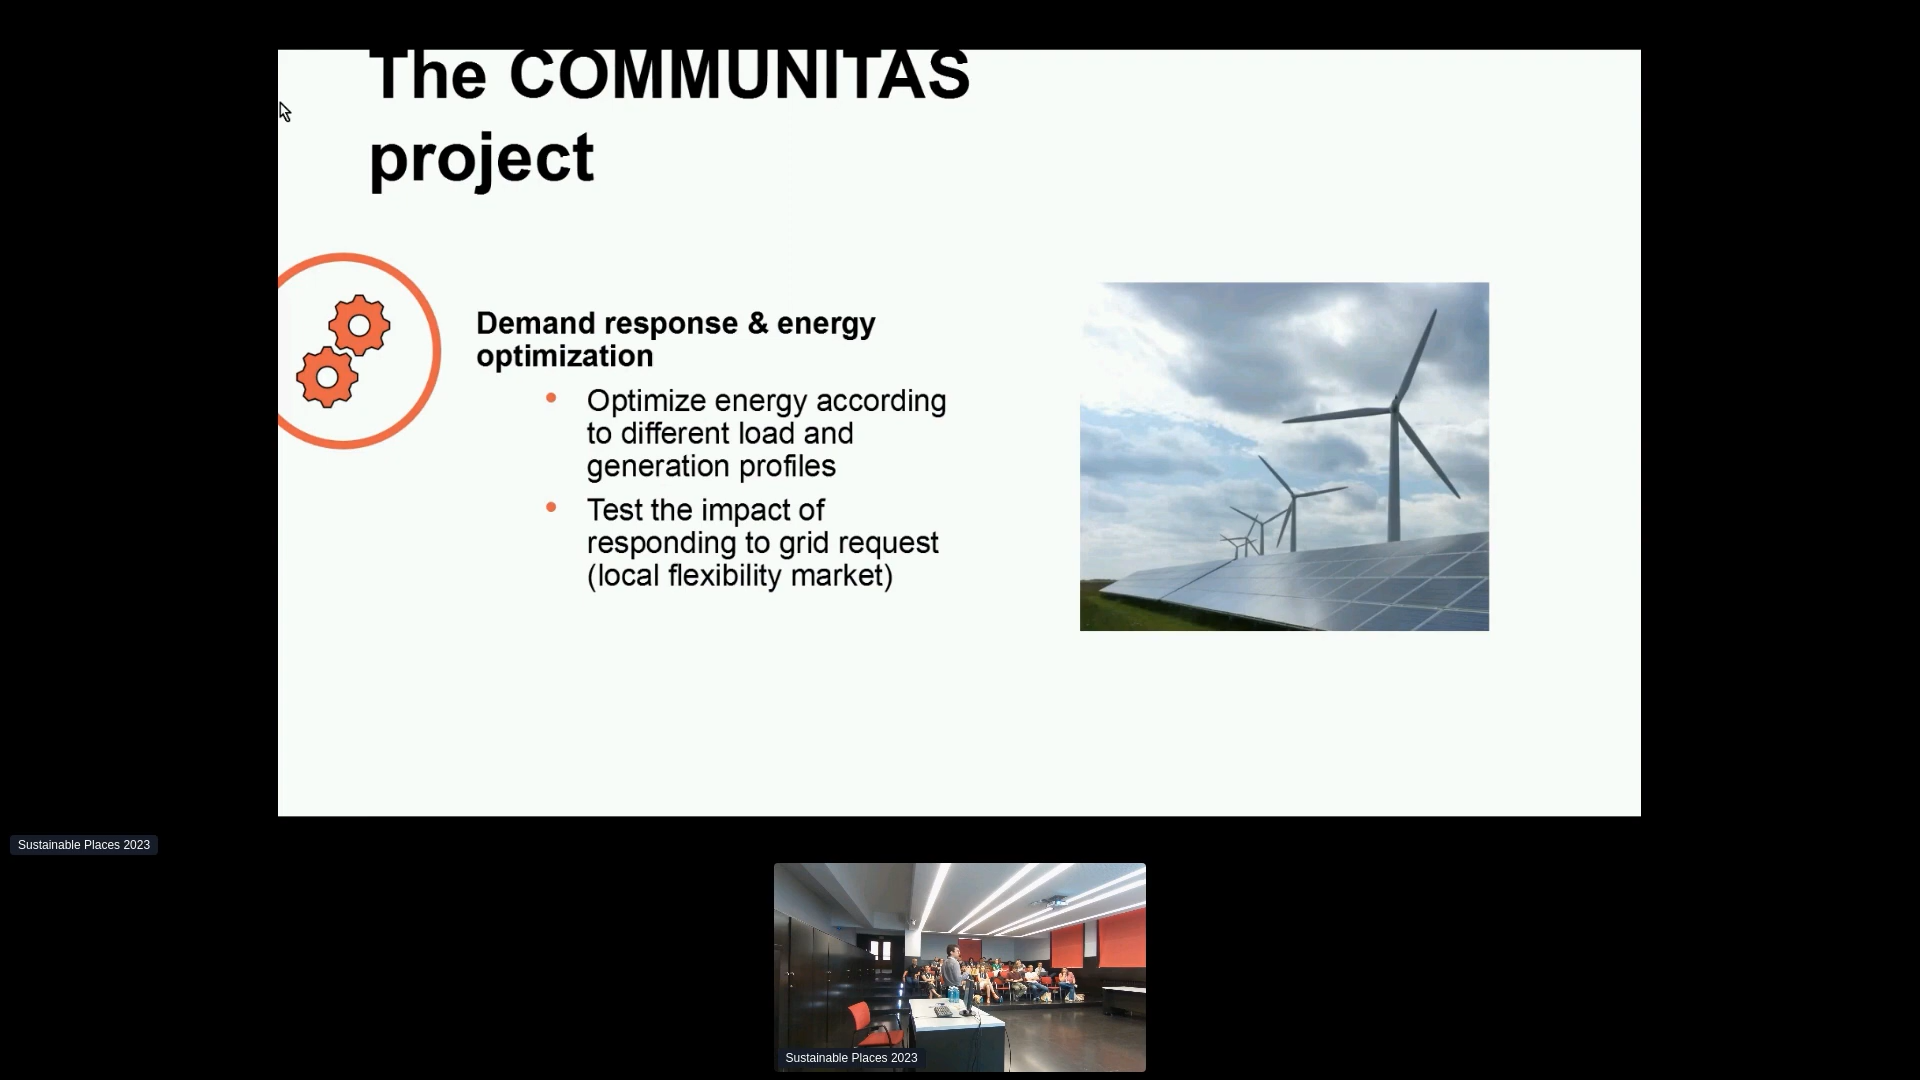 The COMMUNITAS
project
Demand response & energy
optimization
Optimize energy according
to different load and
generation profiles
Test the impact of
responding to grid request
(local flexibility market)
Sustainable Places 2023
Sustainable Places 2023